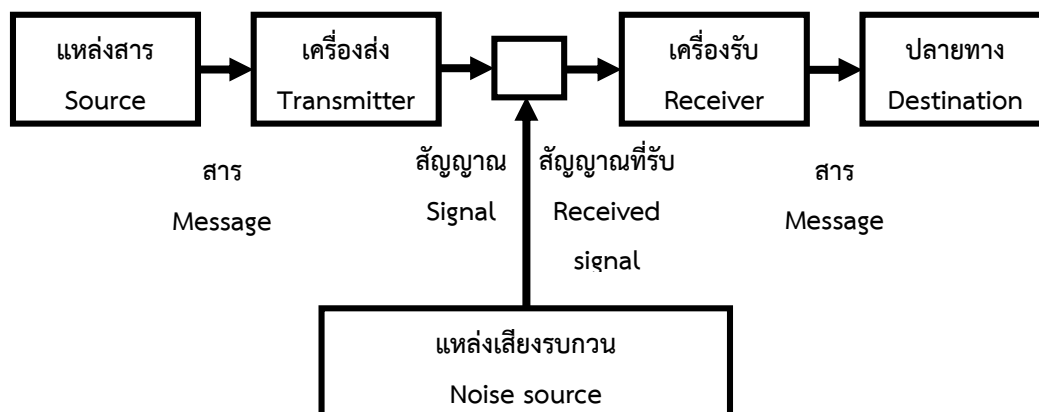 แหล่งสาร
Source
เครื่องส่ง
Transmitter
เครื่องรับ
Receiver
ปลายทาง
Destination
สาร
Message
สัญญาณ
Signal
สัญญาณที่รับ
Received
signal
สาร
Message
แหล่งเสียงรบกวน
Noise source